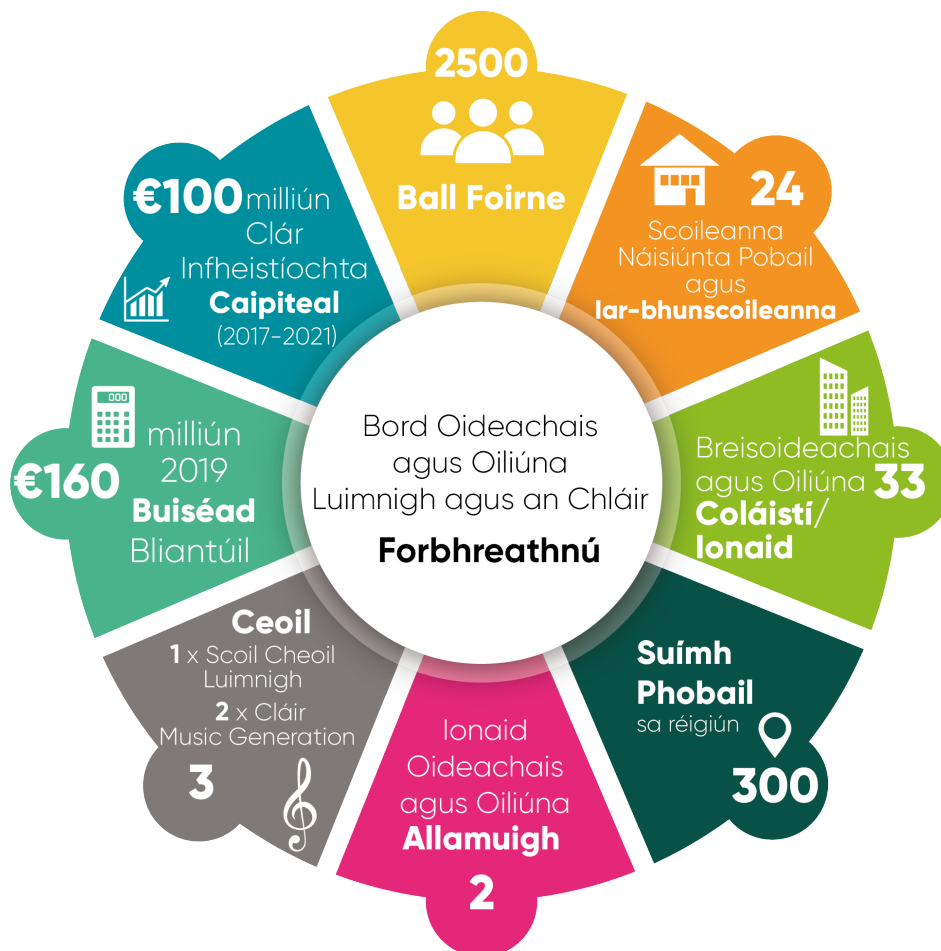 2500
Ball Foirne
24
Scoileanna
Náisiúnta Pobail
agus
Iar-bhunscoileanna
Breisoideachais
agus Oiliúna 33
Coláistí/
Ionaid
Suímh
Phobail
sa réigiún
300
Ionaid
Oideachais
agus Oiliúna
Allamuigh
2
Ceoil
1 x Scoil Cheoil
Luimnigh
2 x Cláir
Music Generation
3
milliún
2019
€160
Buiséad
Bliantúil
€100 milliún
Clár
Infheistíochta
Caipiteal
(2017-2021)
Bord Oideachais
agus Oiliúna
Luimnigh agus an Chláir
Forbhreathnú